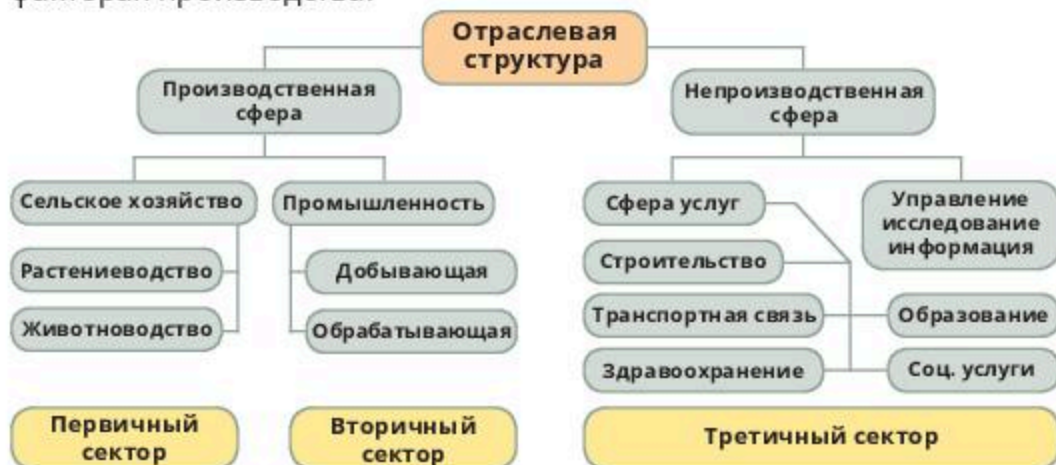 Отраслевая
структура
Производственная
сфера
Непроизводственная
сфера
Сельское хозяйство
Промышленность
Сфера услуг
Управление
исследование
информация
Растениеводство
Добывающая
Строительство
Животноводство
Обрабатывающая
Транспортная связь
Образование
Здравоохранение
Соц. услуги
Первичный
сектор
Вторичный
сектор
Третичный сектор